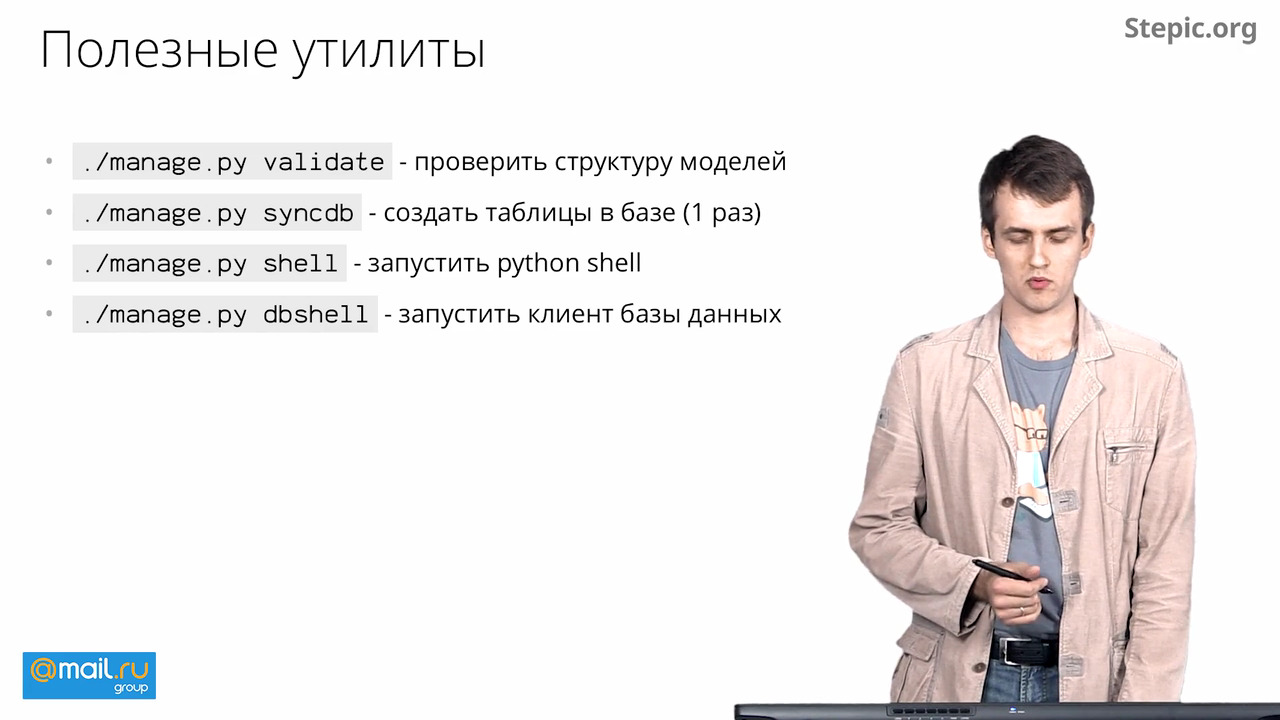 Полезные утилиты
Stepic.org
./manage.py validate - проверить структуру моделей
./manage.py syncdb - создать таблицы в базе (1 раз)
./manage.py shell - запустить python shell
./manage.py dbshell - запустить клиент базы данных
@mail.ru
group